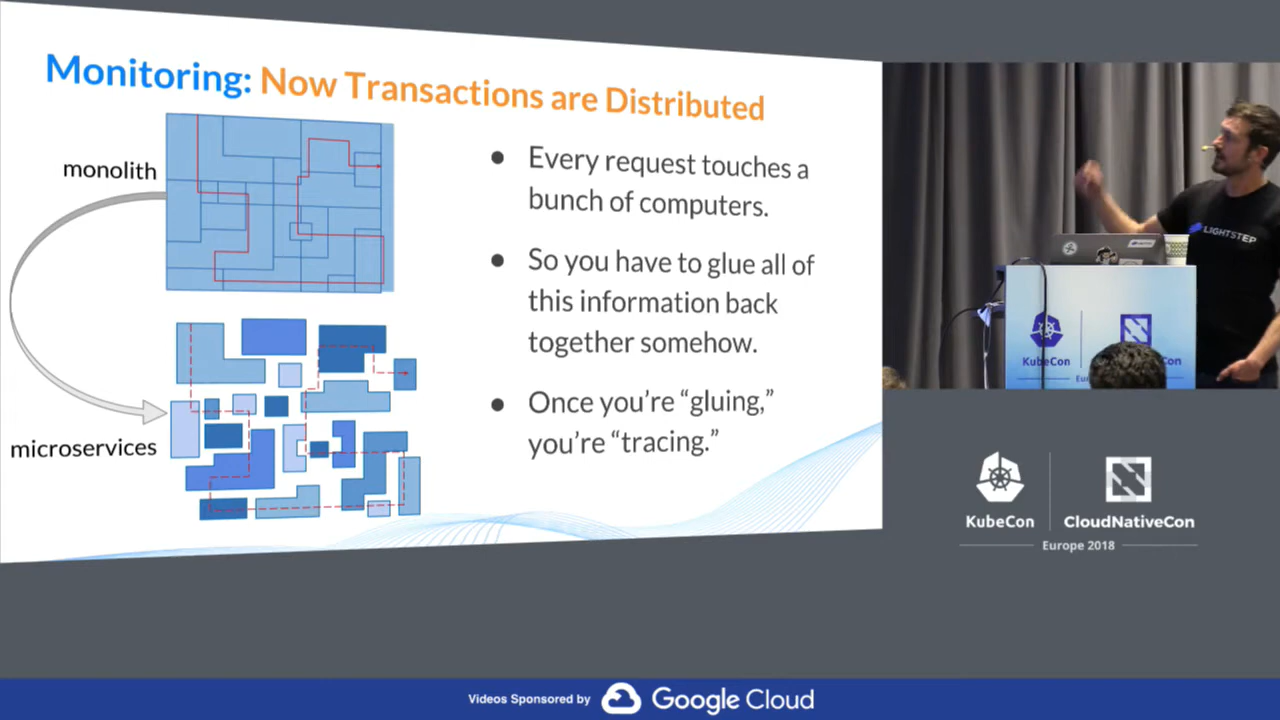 Monitoring: Now Transactions are Distributed
monolith
microservices
● Every request touches a
bunch of computers.
● So you have to glue all of
this information back
together somehow.
● Once you’re “gluing,”
you’re “tracing.”
LIGHTSTEP
KubeCon
Con
KubeCon
CloudNativeCon
Europe 2018
Videos Sponsored by
Google Cloud